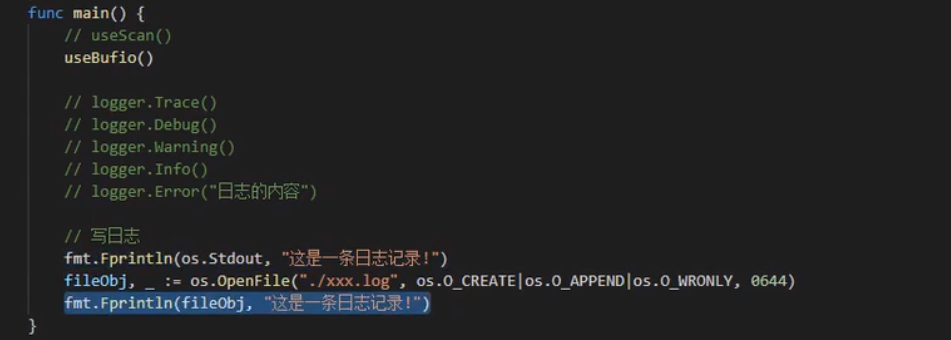 func main() {
// useScan()
useBufio()
// logger.Trace()
// logger.Debug()
// logger.Warning()
// logger.Info()
// logger.Error("日志的内容")
// 写日志
fmt.Fprintln(os.Stdout, "这是一条日志记录!")
fileObj, _ := os.OpenFile("./xxx.log", os.O_CREATE|os.O_APPEND|os.O_WRONLY, 0644)
fmt.Fprintln(fileObj, "这是一条日志记录!")
}